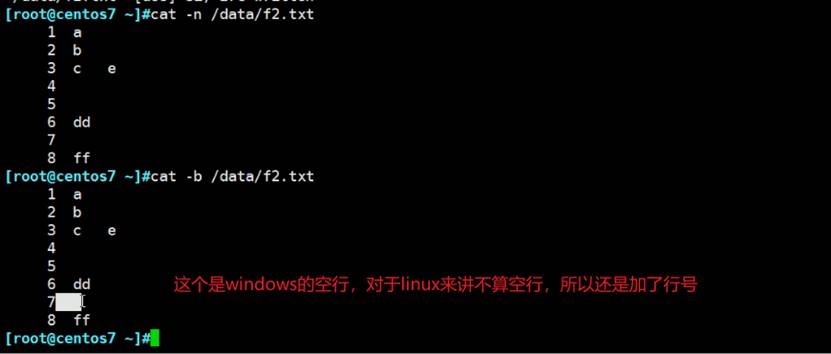 [root@centos7 ~]#cat -n /data/f2.txt
1 a
2 b
3 c e
4
5
6 dd
7
8 ff
[root@centos7 ~]#cat -b /data/f2.txt
1 a
2 b
3 c e
4
5
6 dd
这个是windows的空行，对于linux来讲不算空行，所以还是加了行号
7
8 ff
[root@centos7 ~]#